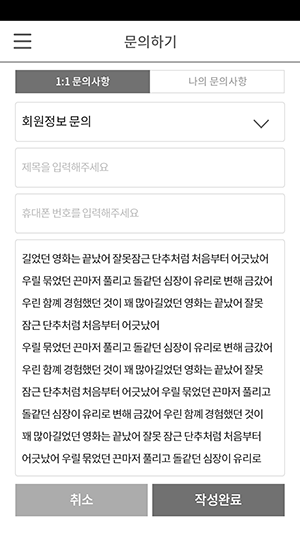 문의하기
1:1 문의사항
나의 문의사항
회원정보 문의
제목을 입력해주세요
휴대폰 번호를 입력해주세요
길었던 영화는 끝났어 잘못잠근 단추처럼 처음부터 어긋났어
우릴 묶었던 끈마저 풀리고 돌같던 심장이 유리로 변해 금갔어
우린 함께 경험했던 것이 꽤 많아길었던 영화는 끝났어 잘못
잠근 단추처럼 처음부터 어긋났어
우릴 묶었던 끈마저 풀리고 돌같던 심장이 유리로 변해 금갔어
우린 함께 경험했던 것이 꽤 많아길었던 영화는 끝났어 잘못
잠근 단추처럼 처음부터 어긋났어 우릴 묶었던 끈마저 풀리고
돌같던 심장이 유리로 변해 금갔어 우린 함께 경험했던 것이
꽤 많아길었던 영화는 끝났어 잘못 잠근 단추처럼 처음부터
어긋났어 우릴 묶었던 끈마저 풀리고 돌같던 심장이 유리로
취소
작성완료